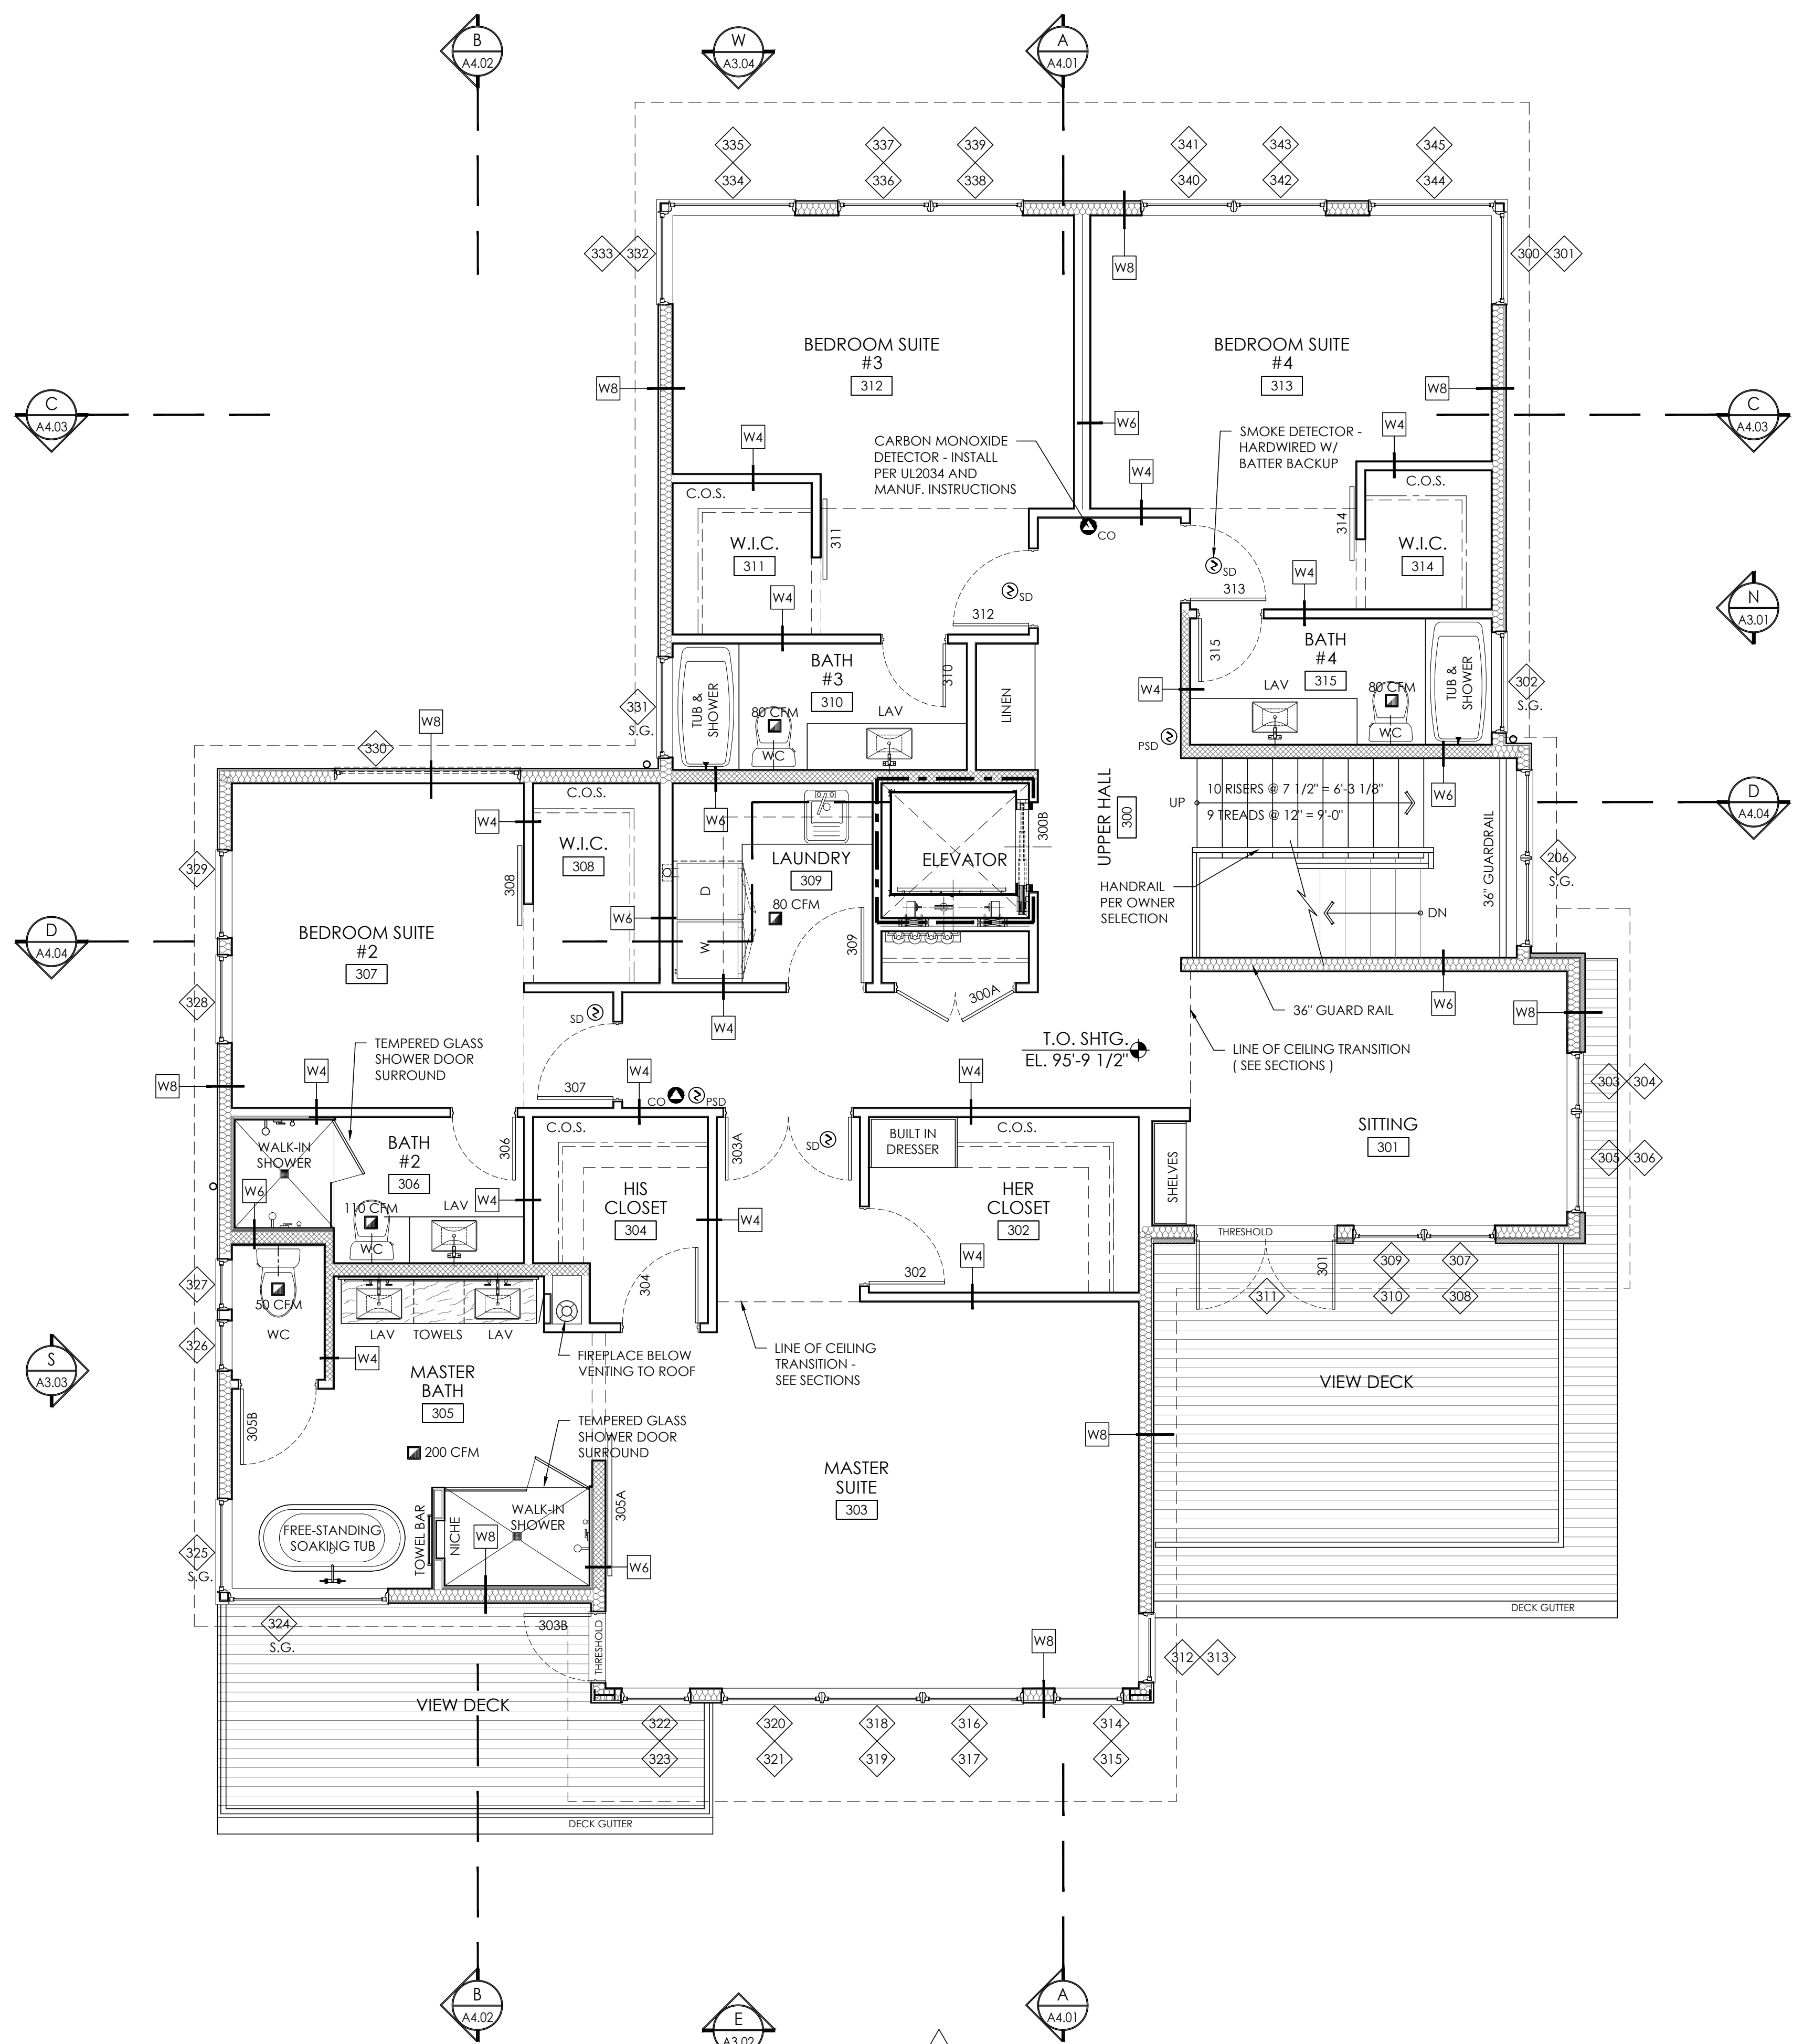 B
A4.02
W
A3.04
A
A4.01
335
334
337
336
339
338
341
340
343
342
345
344
333
332
300
301
W8
BEDROOM SUITE
#3
312
BEDROOM SUITE
#4
313
W8
W8
C
A4.03
C
A4.03
W6
W4
W4
W4
CARBON MONOXIDE
DETECTOR - INSTALL
PER UL2034 AND
MANUF. INSTRUCTIONS
SMOKE DETECTOR -
HARDWIRED W/
BATTER BACKUP
C.O.S.
C.O.S.
311
314
CO
W.I.C.
311
W.I.C.
314
SD
SD
W4
W4
312
313
N
A3.01
BATH
#3
310
310
BATH
#4
315
315
TUB &
SHOWER
TUB &
SHOWER
LINEN
W4
80 CFM
WC
LAV
LAV
80 CFM
WC
331
S.G.
302
S.G.
PSD
W8
330
C.O.S.
W4
W6
W6
UPPER HALL
300
300B
UP
10 RISERS @ 7 1/2" = 6'-3 1/8"
9 TREADS @ 12" = 9'-0"
D
A4.04
W.I.C.
308
308
LAUNDRY
309
80 CFM
309
ELEVATOR
D
W
W6
HANDRAIL
PER OWNER
SELECTION
DN
36" GUARDRAIL
206
S.G.
329
328
D
A4.04
BEDROOM SUITE
#2
307
300A
W6
36" GUARD RAIL
W8
SD
W4
T.O. SHTG.
EL. 95'-9 1/2"
LINE OF CEILING TRANSITION
( SEE SECTIONS )
TEMPERED GLASS
SHOWER DOOR
SURROUND
W8
W4
307
W4
W4
CO
PSD
303
304
305
306
WALK-IN
SHOWER
BATH
#2
306
306
C.O.S.
303A
SD
BUILT IN
DRESSER
C.O.S.
SITTING
301
SHELVES
W6
W4
HIS
CLOSET
304
W4
HER
CLOSET
302
110 CFM
LAV
WC
W4
THRESHOLD
301
302
304
309
310
307
308
311
327
326
50 CFM
WC
LAV
TOWELS
LAV
S
A3.03
W4
MASTER
BATH
305
FIREPLACE BELOW
VENTING TO ROOF
LINE OF CEILING
TRANSITION -
SEE SECTIONS
VIEW DECK
305B
200 CFM
TEMPERED GLASS
SHOWER DOOR
SURROUND
W8
MASTER
SUITE
303
305A
FREE-STANDING
SOAKING TUB
TOWEL BAR
NICHE
WALK-IN
SHOWER
W8
W6
325
S.G.
324
S.G.
303B
THRESHOLD
DECK GUTTER
W8
312
313
VIEW DECK
322
323
320
321
318
319
316
317
314
315
DECK GUTTER
B
A4.02
E
A3.02
A
A4.01